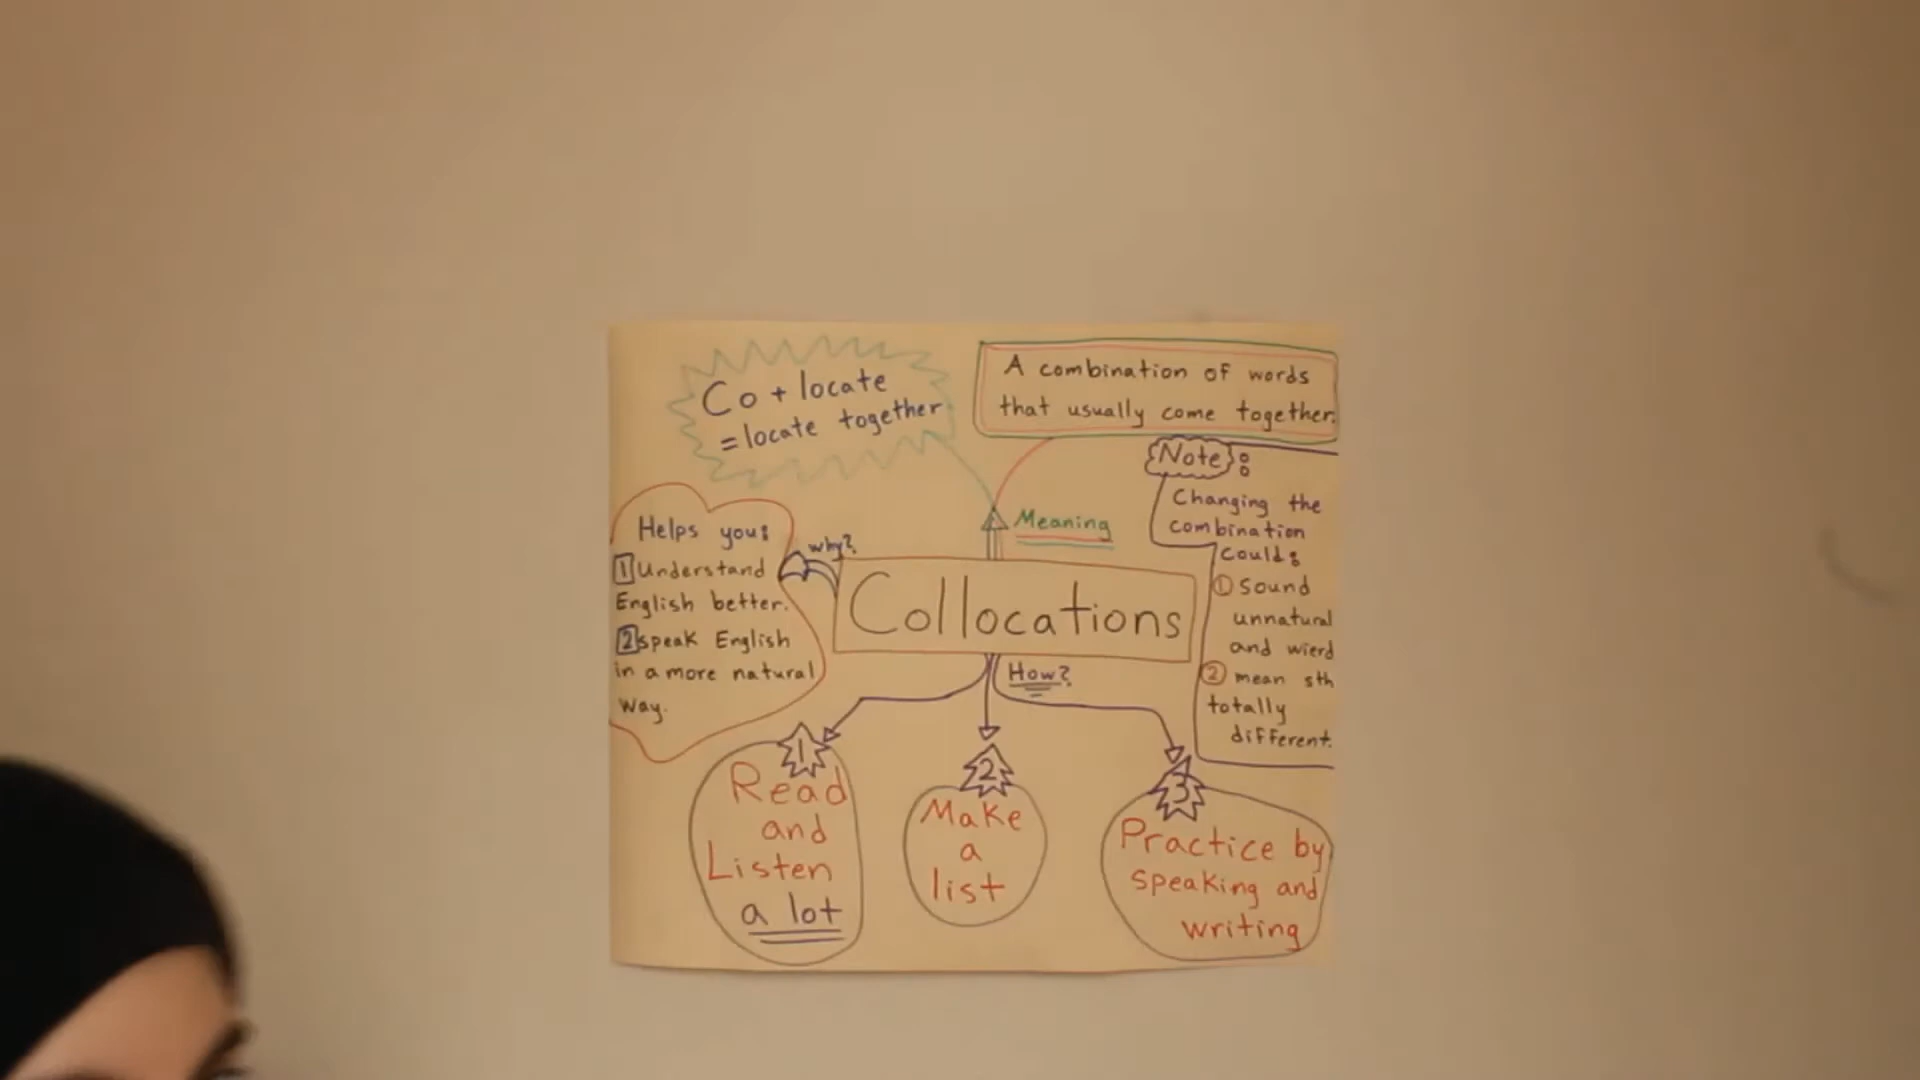 Co + locate
= locate together
A combination of words
that usually come together.
Note:
Changing the
combination
could:
① Sound
unnatural
and wierd
② mean sth
totally
different.
Meaning
why?
Helps you:
1 Understand
English better.
2 speak English
in a more natural
way.
Collocations
How?
1
Read
and
Listen
a lot
2
Make
a
list
3
Practice by
speaking and
writing